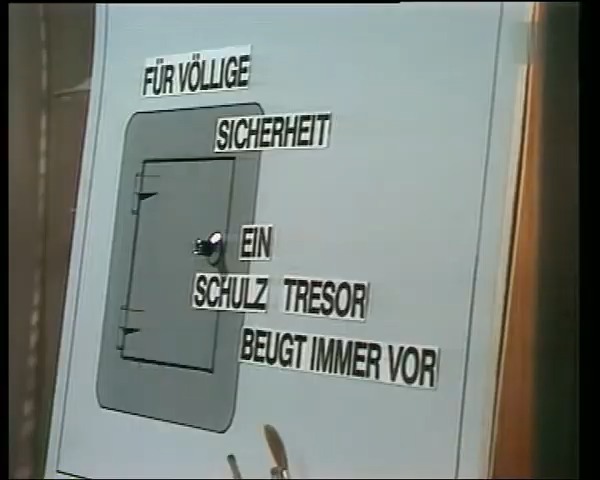 FÜR VÖLLIGE
SICHERHEIT
EIN
SCHULZ TRESOR
BEUGT IMMER VOR